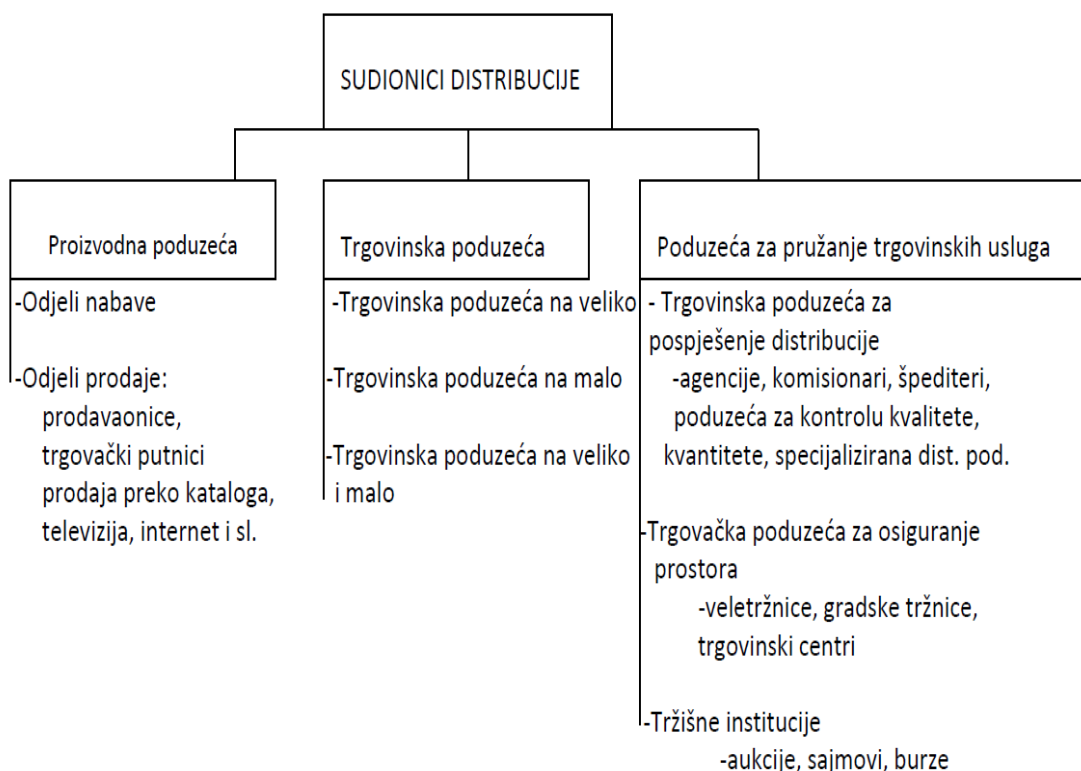 SUDIONICI DISTRIBUCIJE
Proizvodna poduzeća
-Odjeli nabave
-Odjeli prodaje:
prodavaonice,
trgovački putnici
prodaja preko kataloga,
televizija, internet i sl.
Trgovinska poduzeća
-Trgovinska poduzeća na veliko
-Trgovinska poduzeća na malo
-Trgovinska poduzeća na veliko
i malo
Poduzeća za pružanje trgovinskih usluga
- Trgovinska poduzeća za
pospješenje distribucije
-agencije, komisionari, špediteri,
poduzeća za kontrolu kvalitete,
kvantitete, specijalizirana dist. pod.
-Trgovačka poduzeća za osiguranje
prostora
-veletržnice, gradske tržnice,
trgovinski centri
-Tržišne institucije
-aukcije, sajmovi, burze